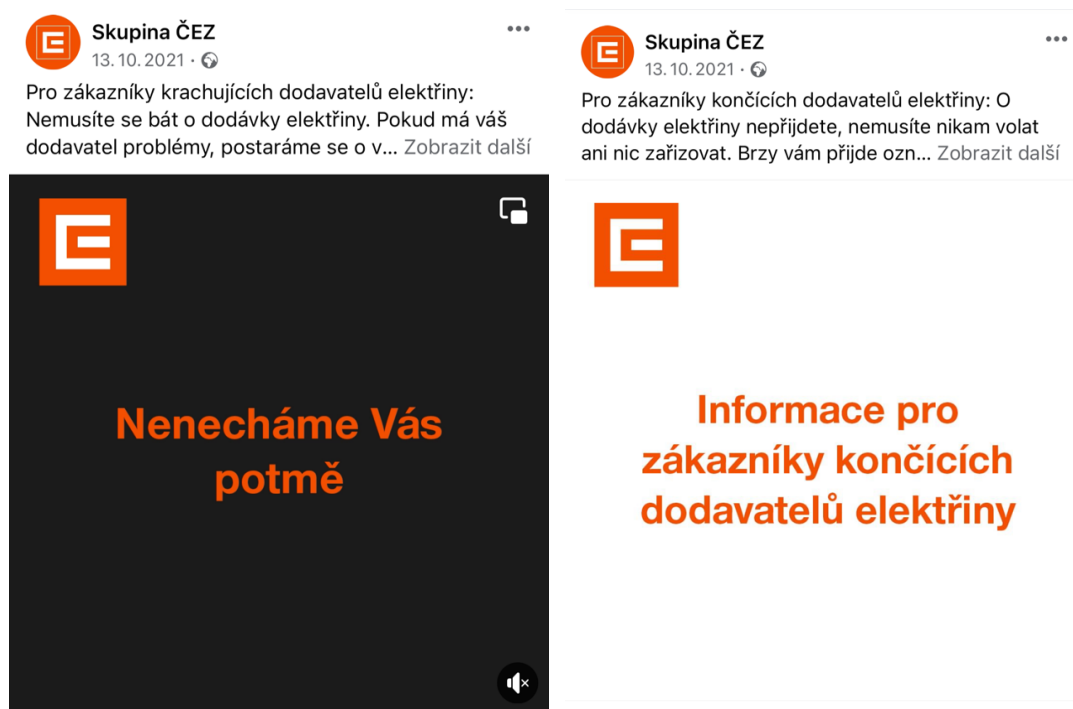 Skupina ČEZ
13. 10. 2021 ·
Pro zákazníky krachujících dodavatelů elektřiny:
Nemusíte se bát o dodávky elektřiny. Pokud má váš
dodavatel problémy, postaráme se o v... Zobrazit další
Nenecháme Vás
potmě
Skupina ČEZ
13. 10. 2021 ·
Pro zákazníky končících dodavatelů elektřiny: O
dodávky elektřiny nepřijdete, nemusíte nikam volat
ani nic zařizovat. Brzy vám přijde ozn... Zobrazit další
Informace pro
zákazníky končících
dodavatelů elektřiny